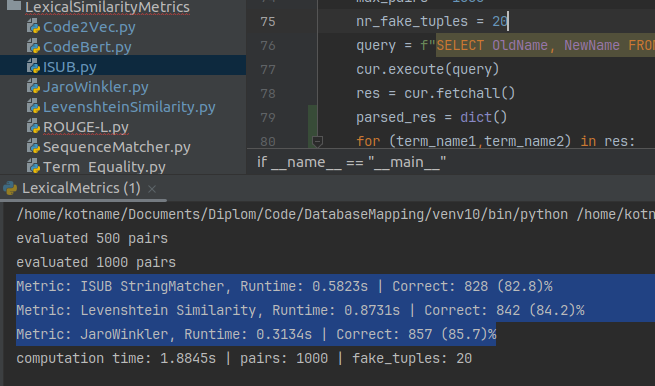 LexicalSimilarityMetrics
Code2Vec.py
CodeBert.py
ISUB.py
JaroWinkler.py
LevenshteinSimilarity.py
ROUGE-L.py
SequenceMatcher.py
Term_Equality.py
75 nr_fake_tuples = 20
76 query = f"SELECT OldName, NewName FROM
77 cur.execute(query)
78 res = cur.fetchall()
79 parsed_res = dict()
80 for (term_name1,term_name2) in res:
if __name__ == "__main__"
LexicalMetrics (1) ×
/home/kotname/Documents/Diplom/Code/DatabaseMapping/venv10/bin/python /home/kotn
evaluated 500 pairs
evaluated 1000 pairs
Metric: ISUB StringMatcher, Runtime: 0.5823s | Correct: 828 (82.8)%
Metric: Levenshtein Similarity, Runtime: 0.8731s | Correct: 842 (84.2)%
Metric: JaroWinkler, Runtime: 0.3134s | Correct: 857 (85.7)%
computation time: 1.8845s | pairs: 1000 | fake_tuples: 20